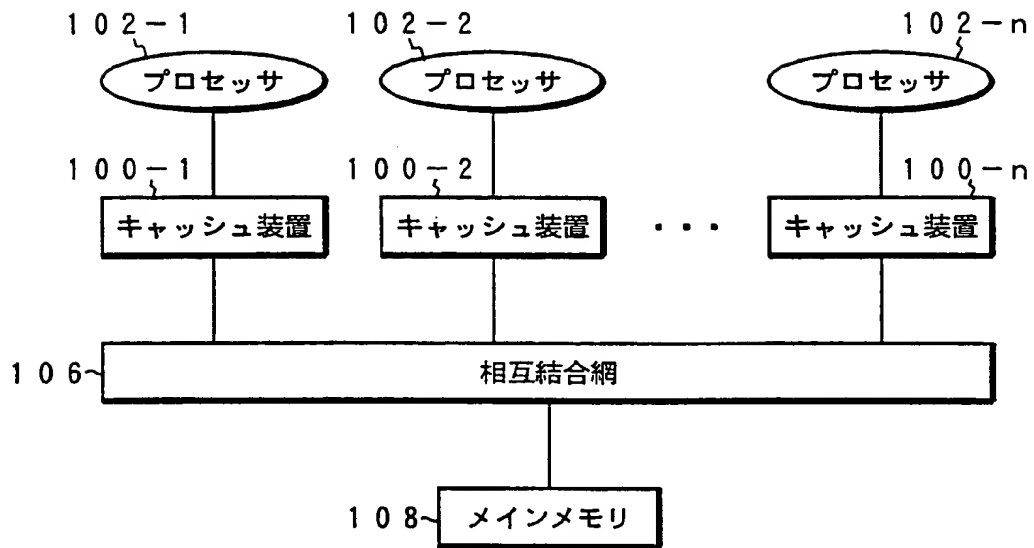 １０２－１ １０２－２ １０２－ｎ
プロセッサ プロセッサ プロセッサ
１００－１ １００－２ １００－ｎ
キャッシュ装置 キャッシュ装置 ・・・ キャッシュ装置
１０６ 相互結合網
１０８ メインメモリ